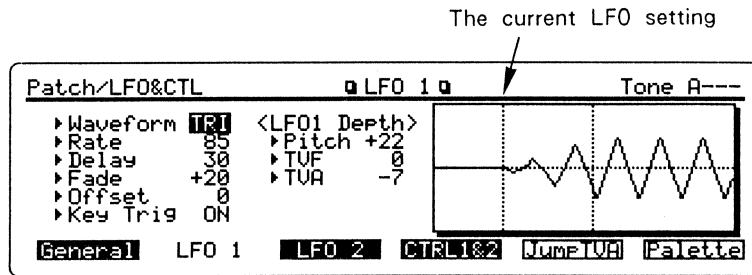 The current LFO setting
Patch/LFO&CTL LFO 1 Tone A---
Waveform TRI <LFO1 Depth>
Rate 85 Pitch +22
Delay 30 TVF 0
Fade +20 TVA -7
Offset 0
Key Trig ON
General LFO 1 LFO 2 CTRL1&2 JumpTVA Palette